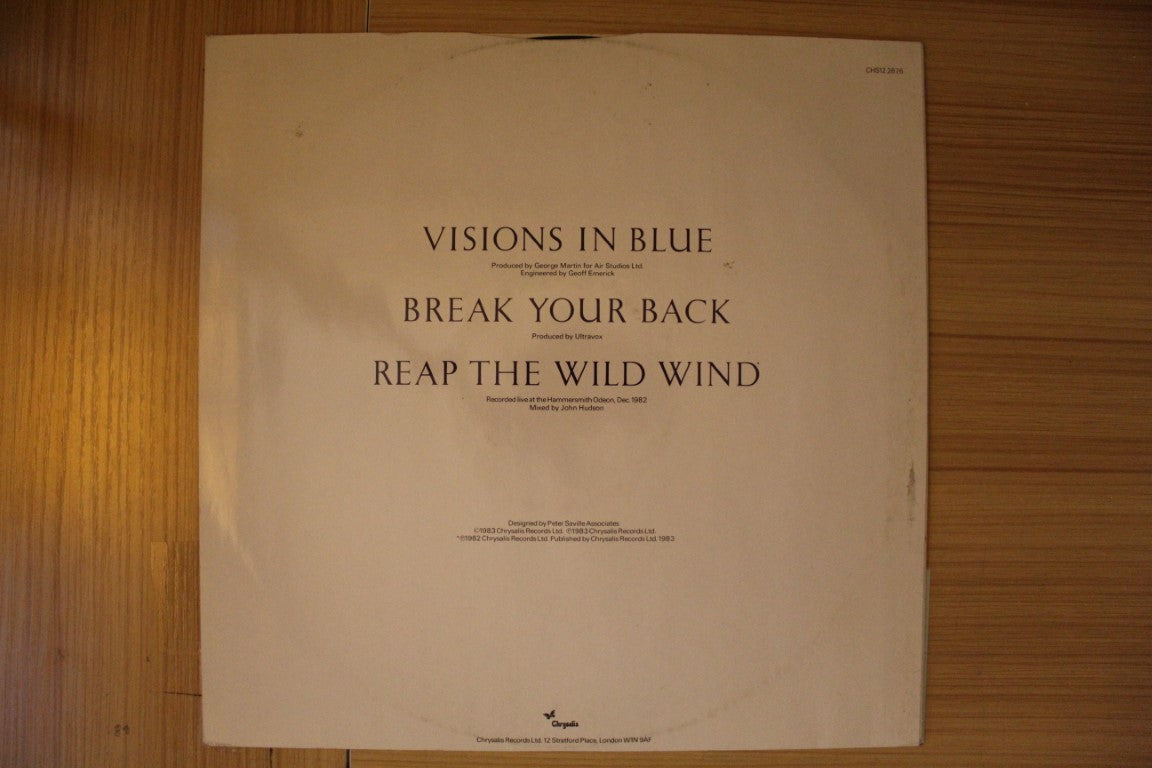 CHS12 2676
VISIONS IN BLUE
Produced by George Martin for Air Studios Ltd.
Engineered by Geoff Emerick
BREAK YOUR BACK
Produced by Ultravox
REAP THE WILD WIND*
Recorded live at the Hammersmith Odeon, Dec. 1982
Mixed by John Hudson
Designed by Peter Saville Associates.
©1983 Chrysalis Records Ltd. ℗1983 Chrysalis Records Ltd.
*℗1982 Chrysalis Records Ltd. Published by Chrysalis Records Ltd. 1983
Chrysalis
Chrysalis Records Ltd. 12 Stratford Place, London W1N 9AF